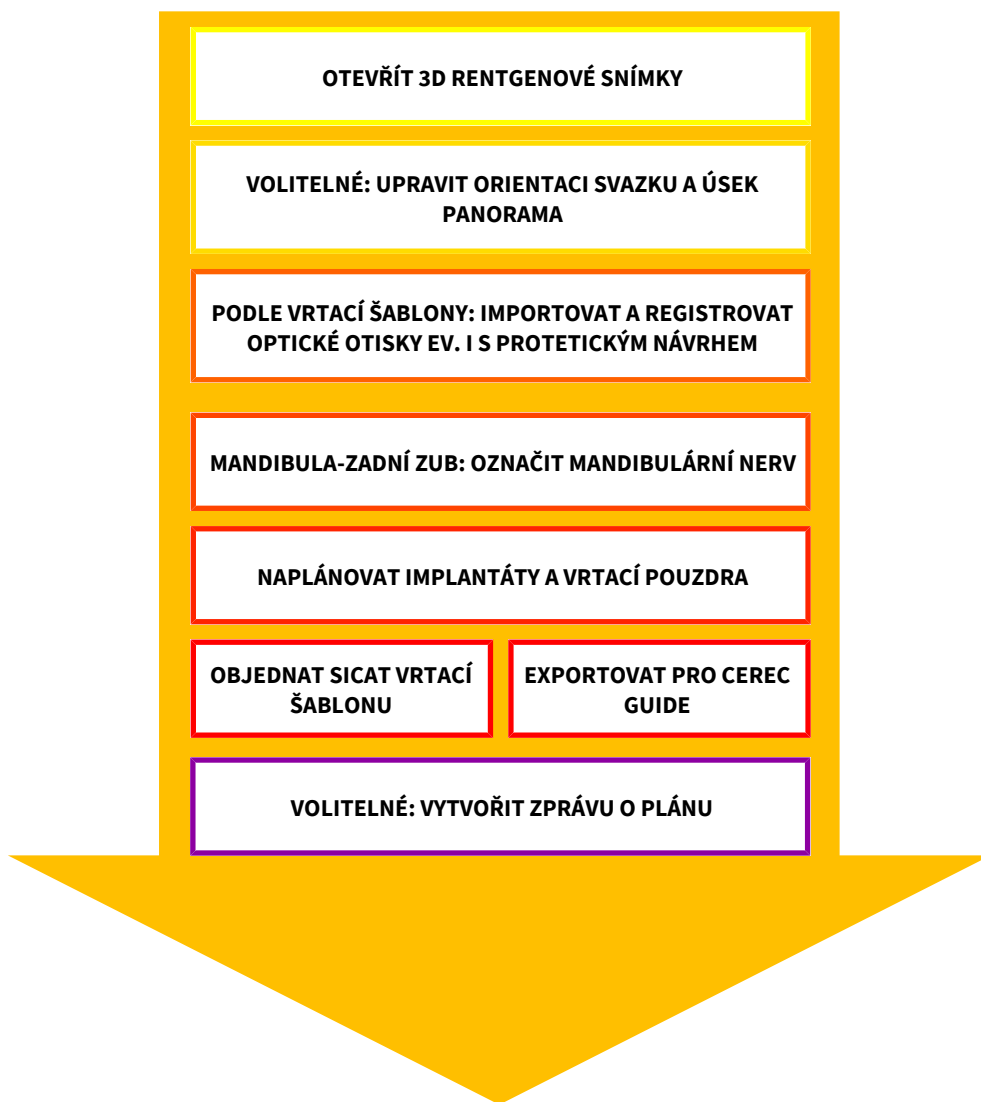 OTEVŘÍT 3D RENTGENOVÉ SNÍMKY
VOLITELNÉ: UPRAVIT ORIENTACI SVAZKU A ÚSEK
PANORAMA
PODLE VRTACÍ ŠABLONY: IMPORTOVAT A REGISTROVAT
OPTICKÉ OTISKY EV. I S PROTETICKÝM NÁVRHEM
MANDIBULA-ZADNÍ ZUB: OZNAČIT MANDIBULÁRNÍ NERV
NAPLÁNOVAT IMPLANTÁTY A VRTACÍ POUZDRA
OBJEDNAT SICAT VRTACÍ
ŠABLONU
EXPORTOVAT PRO CEREC
GUIDE
VOLITELNÉ: VYTVOŘIT ZPRÁVU O PLÁNU